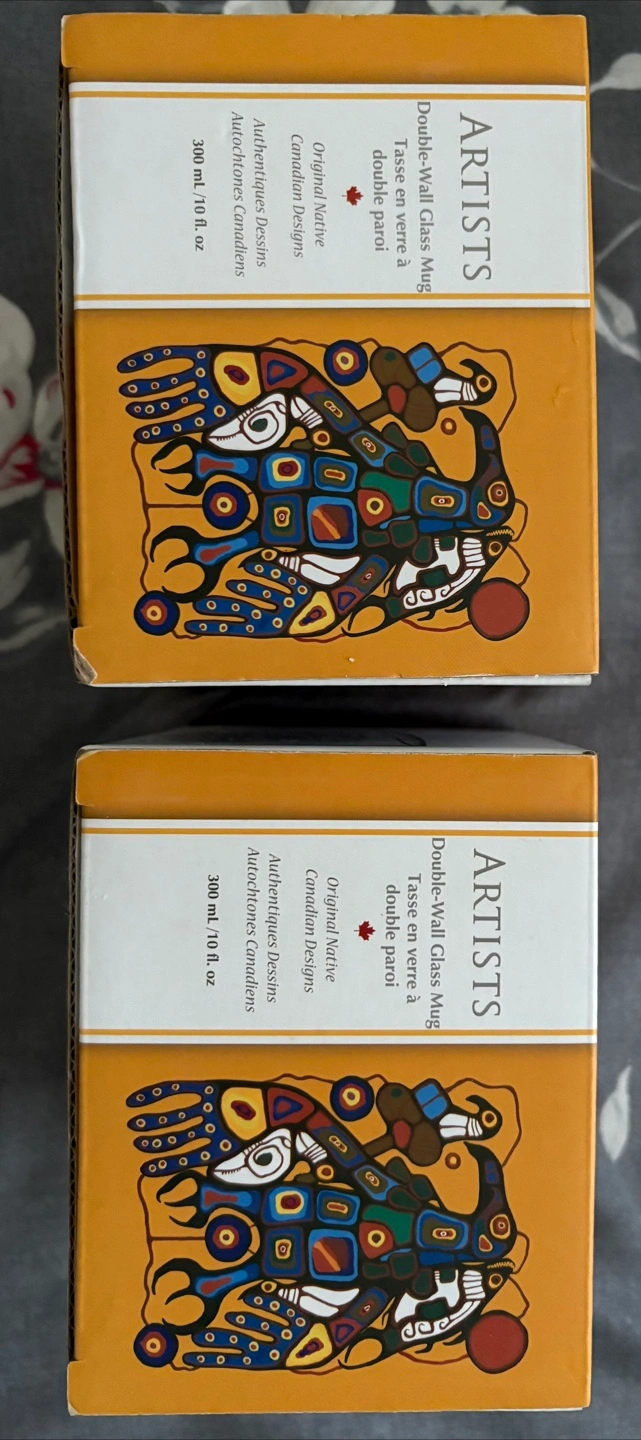 ARTISTS
Double-Wall Glass Mug
Tasse en verre à
double paroi
Original Native
Canadian Designs
Authentiques Dessins
Autochtones Canadiens
300 mL /10 fl. oz
ARTISTS
Double-Wall Glass Mug
Tasse en verre à
double paroi
Original Native
Canadian Designs
Authentiques Dessins
Autochtones Canadiens
300 mL /10 fl. oz